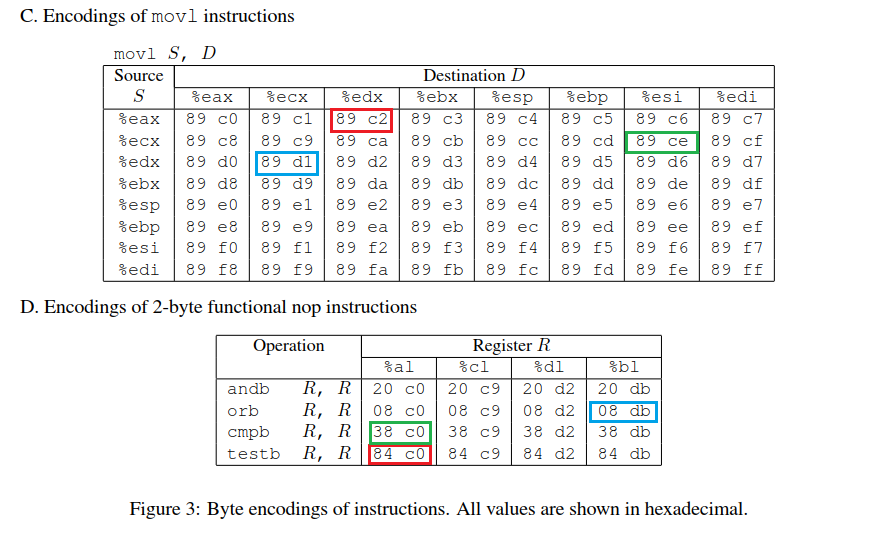 C. Encodings of movl instructions
movl S, D
Source Destination D
S %eax %ecx %edx %ebx %esp %ebp %esi %edi
%eax 89 c0 89 c1 89 c2 89 c3 89 c4 89 c5 89 c6 89 c7
%ecx 89 c8 89 c9 89 ca 89 cb 89 cc 89 cd 89 ce 89 cf
%edx 89 d0 89 d1 89 d2 89 d3 89 d4 89 d5 89 d6 89 d7
%ebx 89 d8 89 d9 89 da 89 db 89 dc 89 dd 89 de 89 df
%esp 89 e0 89 e1 89 e2 89 e3 89 e4 89 e5 89 e6 89 e7
%ebp 89 e8 89 e9 89 ea 89 eb 89 ec 89 ed 89 ee 89 ef
%esi 89 f0 89 f1 89 f2 89 f3 89 f4 89 f5 89 f6 89 f7
%edi 89 f8 89 f9 89 fa 89 fb 89 fc 89 fd 89 fe 89 ff
D. Encodings of 2-byte functional nop instructions
Operation Register R
%al %cl %dl %bl
andb R, R 20 c0 20 c9 20 d2 20 db
orb R, R 08 c0 08 c9 08 d2 08 db
cmpb R, R 38 c0 38 c9 38 d2 38 db
testb R, R 84 c0 84 c9 84 d2 84 db
Figure 3: Byte encodings of instructions. All values are shown in hexadecimal.